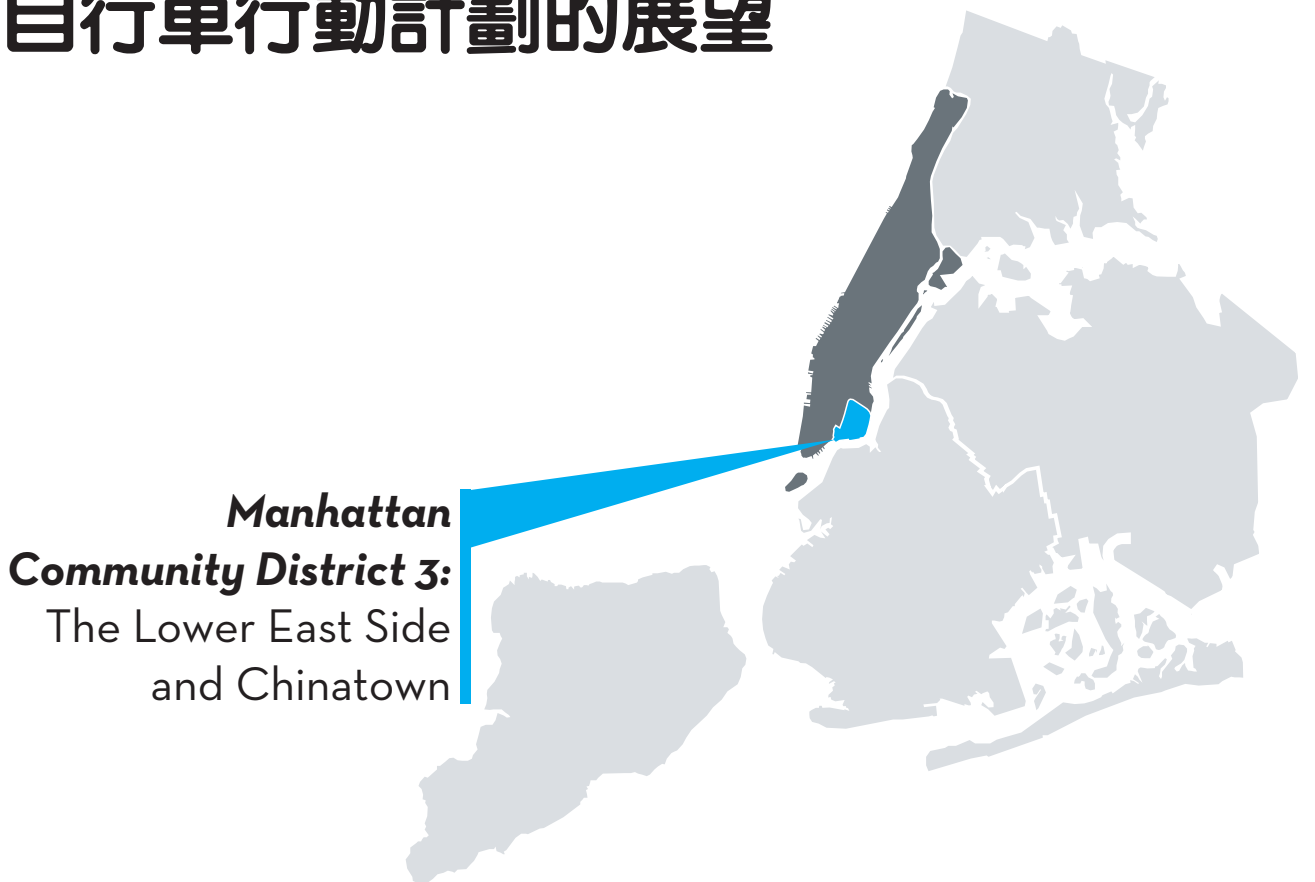 自行車行動計劃的展望
Manhattan
Community District 3:
The Lower East Side
and Chinatown